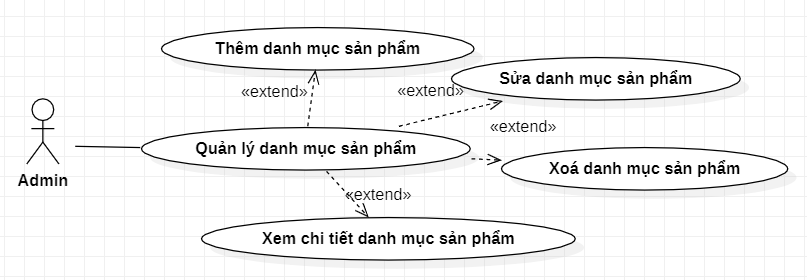 Thêm danh mục sản phẩm
Sửa danh mục sản phẩm
«extend»
«extend»
«extend»
Quản lý danh mục sản phẩm
Xoá danh mục sản phẩm
Admin
«extend»
Xem chi tiết danh mục sản phẩm